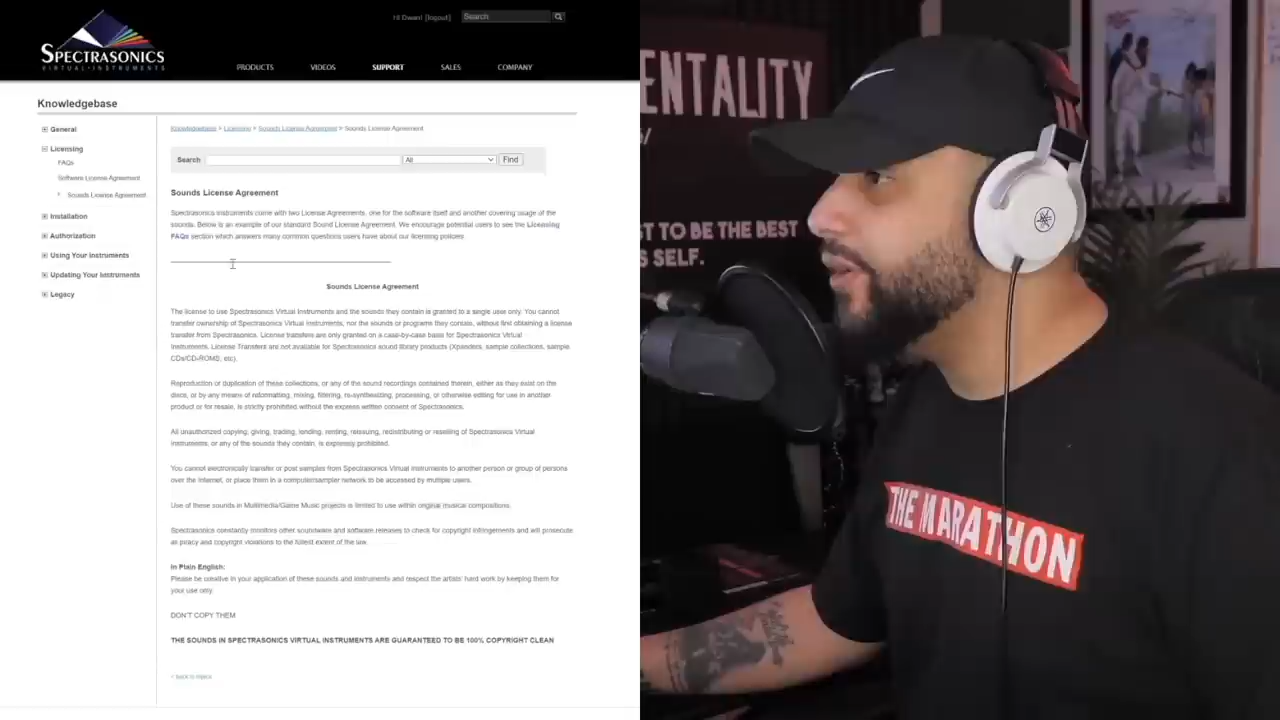 Hi Dwan! [logout]
Search
SPECTRASONICS
VIRTUAL INSTRUMENTS
PRODUCTS VIDEOS SUPPORT SALES COMPANY
Knowledgebase
General
Licensing
FAQs
Software License Agreement
Sounds License Agreement
Installation
Authorization
Using Your Instruments
Updating Your Instruments
Legacy
Knowledgebase > Licensing > Sounds License Agreement > Sounds License Agreement
Search All Find
Sounds License Agreement
Spectrasonics Instruments come with two License Agreements, one for the software itself and another covering usage of the
sounds. Below is an example of our standard Sound License Agreement. We encourage potential users to see the Licensing
FAQs section which answers many common questions users have about our licensing policies.
Sounds License Agreement
The license to use Spectrasonics Virtual Instruments and the sounds they contain is granted to a single user only. You cannot
transfer ownership of Spectrasonics Virtual Instruments, nor the sounds or programs they contain, without first obtaining a license
transfer from Spectrasonics. License transfers are only granted on a case-by-case basis for Spectrasonics Virtual
Instruments. License Transfers are not available for Spectrasonics sound library products (Xpanders, sample collections, sample
CDs/CD-ROMS, etc).
Reproduction or duplication of these collections, or any of the sound recordings contained therein, either as they exist on the
discs, or by any means of reformatting, mixing, filtering, re-synthesizing, processing, or otherwise editing for use in another
product or for resale, is strictly prohibited without the express written consent of Spectrasonics.
All unauthorized copying, giving, trading, lending, renting, reissuing, redistributing or reselling of Spectrasonics Virtual
Instruments, or any of the sounds they contain, is expressly prohibited.
You cannot electronically transfer or post samples from Spectrasonics Virtual Instruments to another person or group of persons
over the Internet, or place them in a computer/sampler network to be accessed by multiple users.
Use of these sounds in Multimedia/Game Music projects is limited to use within original musical compositions.
Spectrasonics constantly monitors other soundware and software releases to check for copyright infringements and will prosecute
all piracy and copyright violations to the fullest extent of the law.
In Plain English:
Please be creative in your application of these sounds and instruments and respect the artists' hard work by keeping them for
your use only.
DON'T COPY THEM
THE SOUNDS IN SPECTRASONICS VIRTUAL INSTRUMENTS ARE GUARANTEED TO BE 100% COPYRIGHT CLEAN
< back to topics
ENTALITY
ST TO BE THE BEST
SELF.
THE MARATHON